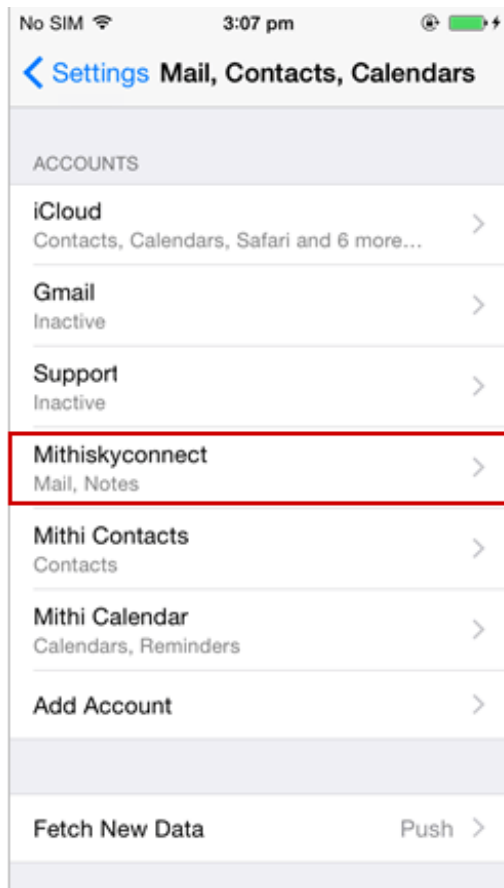 No SIM 3:07 pm
Settings Mail, Contacts, Calendars
ACCOUNTS
iCloud
Contacts, Calendars, Safari and 6 more...
Gmail
Inactive
Support
Inactive
Mithiskyconnect
Mail, Notes
Mithi Contacts
Contacts
Mithi Calendar
Calendars, Reminders
Add Account
Fetch New Data Push